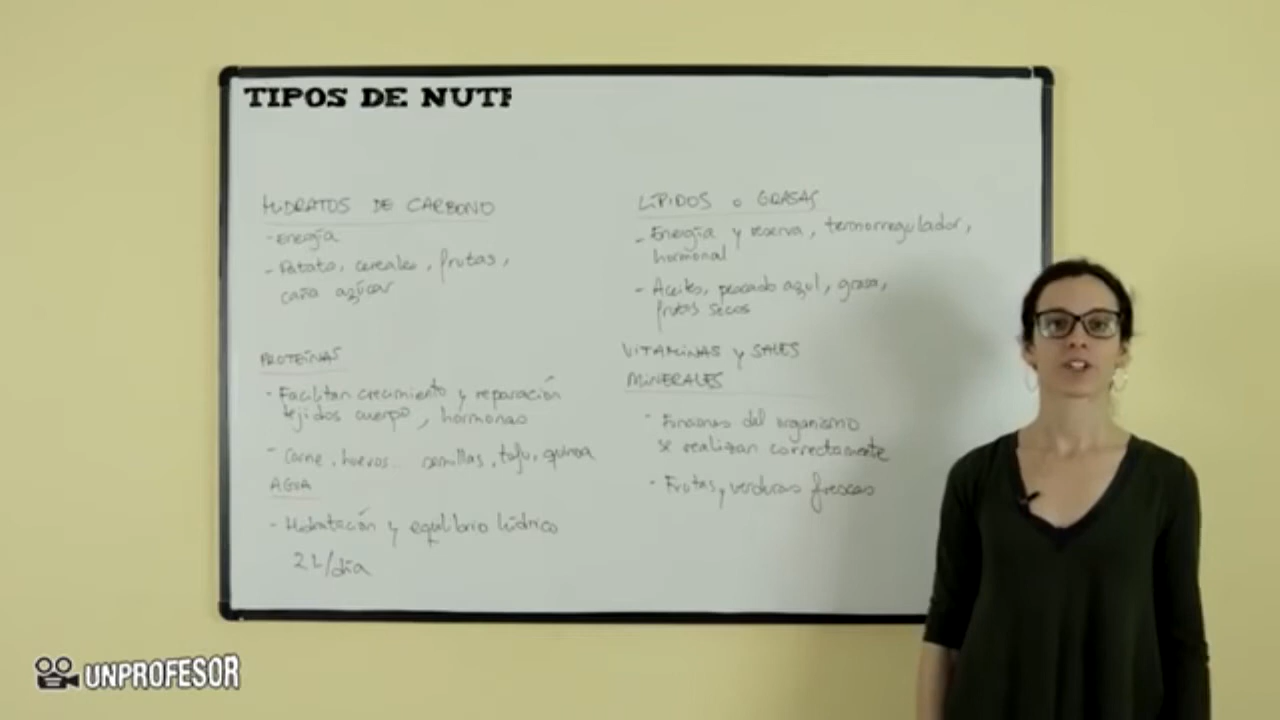 TIPOS DE NUTR
HIDRATOS DE CARBONO
- Energía
- Patata, cereales, frutas,
caña azúcar
PROTEÍNAS
- Facilitan crecimiento y reparación
tejidos cuerpo, hormonas
- Carne, huevos... semillas, tofu, quinoa
AGUA
- Hidratación y equilibrio hídrico
2L/día
LÍPIDOS o GRASAS
- Energía y reserva, termorregulador,
hormonal
- Aceites, pescado azul, grasa,
frutos secos
VITAMINAS y SALES
MINERALES
- Funciones del organismo
se realizan correctamente
- Frutas y verduras frescas
UNPROFESOR